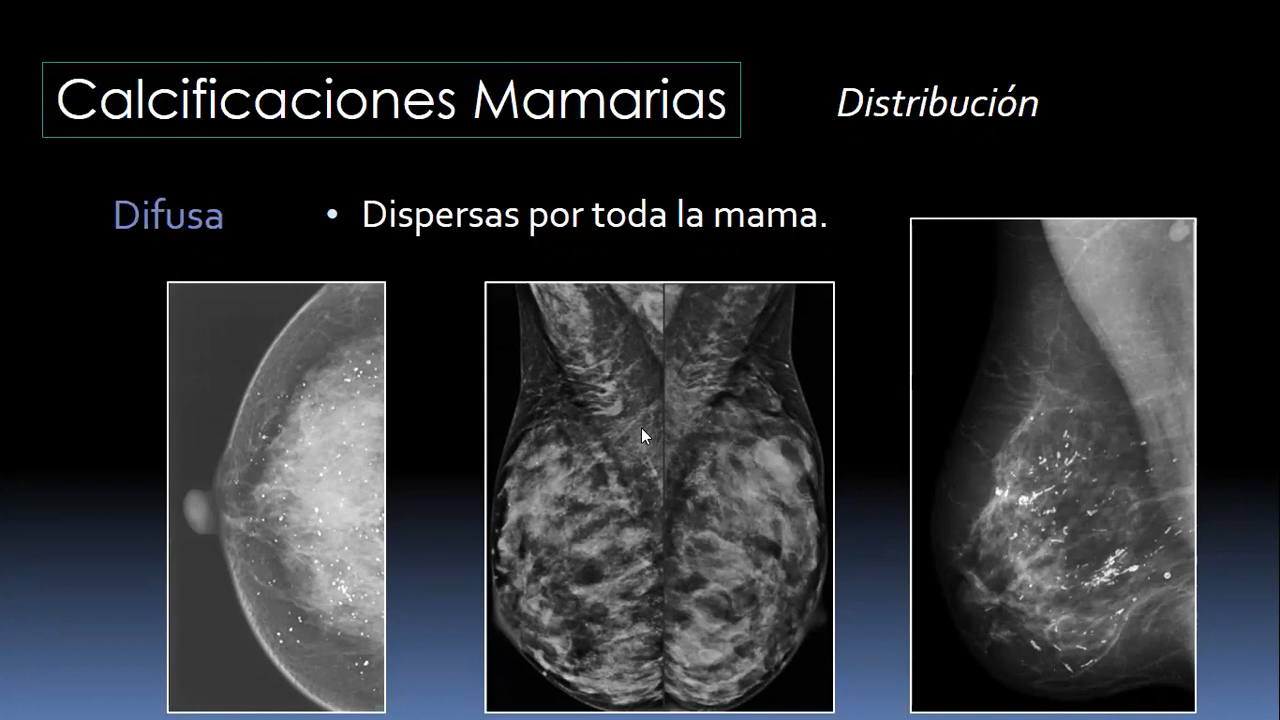 Calcificaciones Mamarias
Distribución
Difusa
• Dispersas por toda la mama.